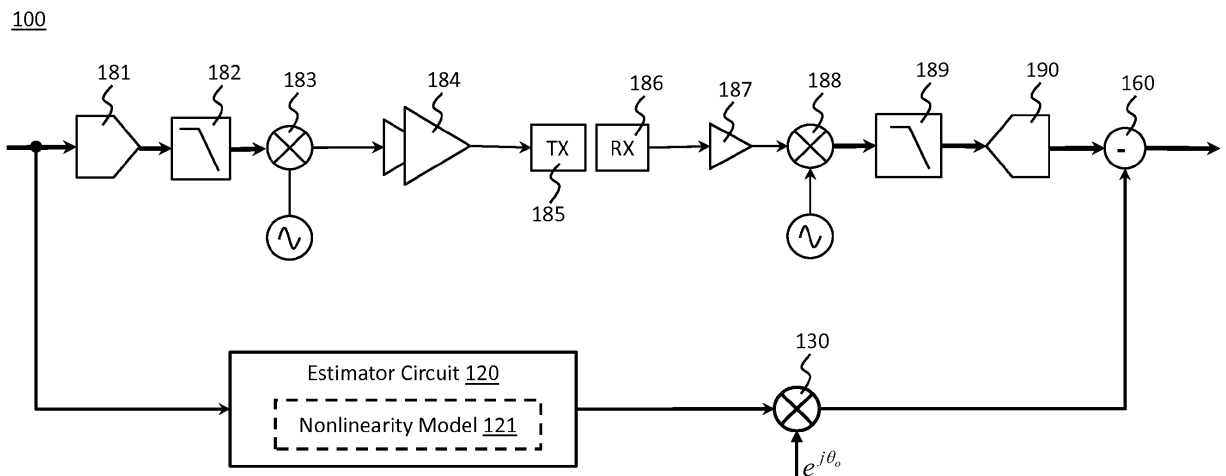 100
181
182
183
184
186
187
188
189
190
160
TX
RX
-
185
130
Estimator Circuit 120
Nonlinearity Model 121
e^{jθ_o}